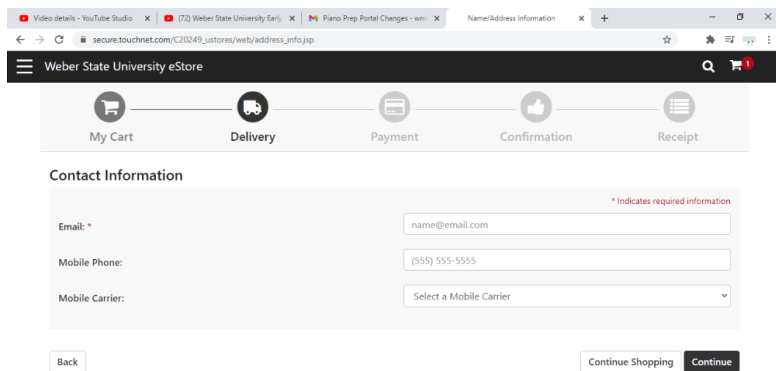 Video details - YouTube Studio
(72) Weber State University Early
Piano Prep Portal Changes - wm
Name/Address Information
secure.touchnet.com/C20249_ustores/web/address_info.jsp
Weber State University eStore
1
My Cart
Delivery
Payment
Confirmation
Receipt
Contact Information
* Indicates required information
Email: *
name@email.com
Mobile Phone:
(555) 555-5555
Mobile Carrier:
Select a Mobile Carrier
Back
Continue Shopping
Continue